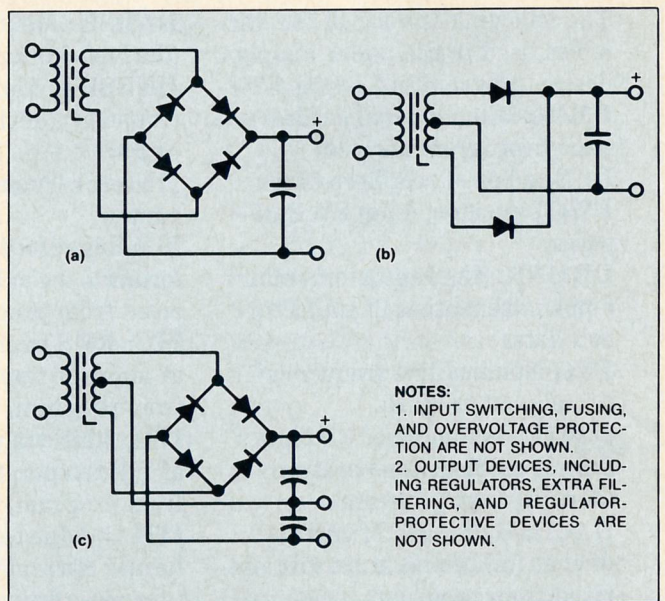 +
(a)
+
(b)
+
(c)
NOTES:
1. INPUT SWITCHING, FUSING,
AND OVERVOLTAGE PROTEC-
TION ARE NOT SHOWN.
2. OUTPUT DEVICES, INCLUD-
ING REGULATORS, EXTRA FIL-
TERING, AND REGULATOR-
PROTECTIVE DEVICES ARE
NOT SHOWN.